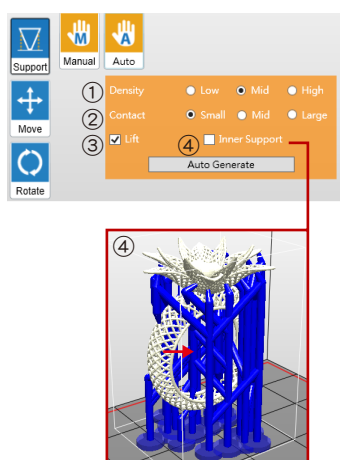 M
A
Support
Manual
Auto
① Density Low Mid High
② Contact Small Mid Large
Move
③ Lift ④ Inner Support
Auto Generate
Rotate
④